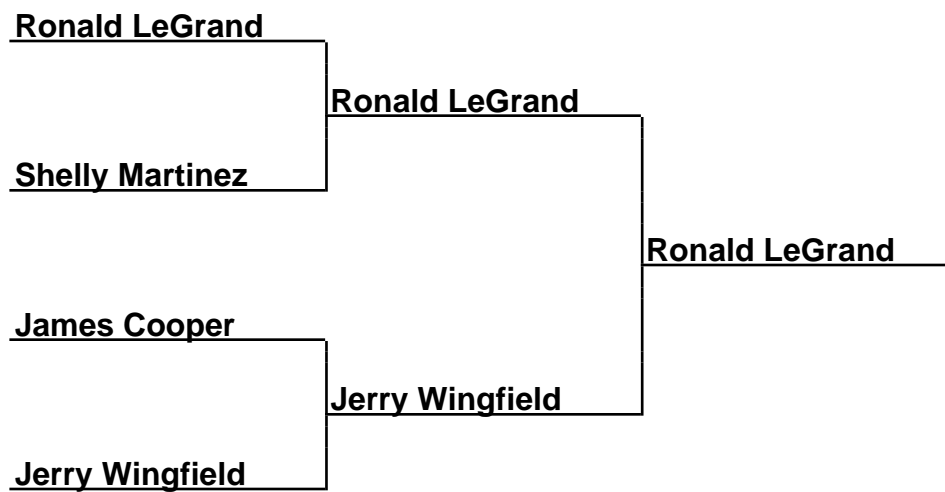 Ronald LeGrand
Ronald LeGrand
Shelly Martinez
Ronald LeGrand
James Cooper
Jerry Wingfield
Jerry Wingfield